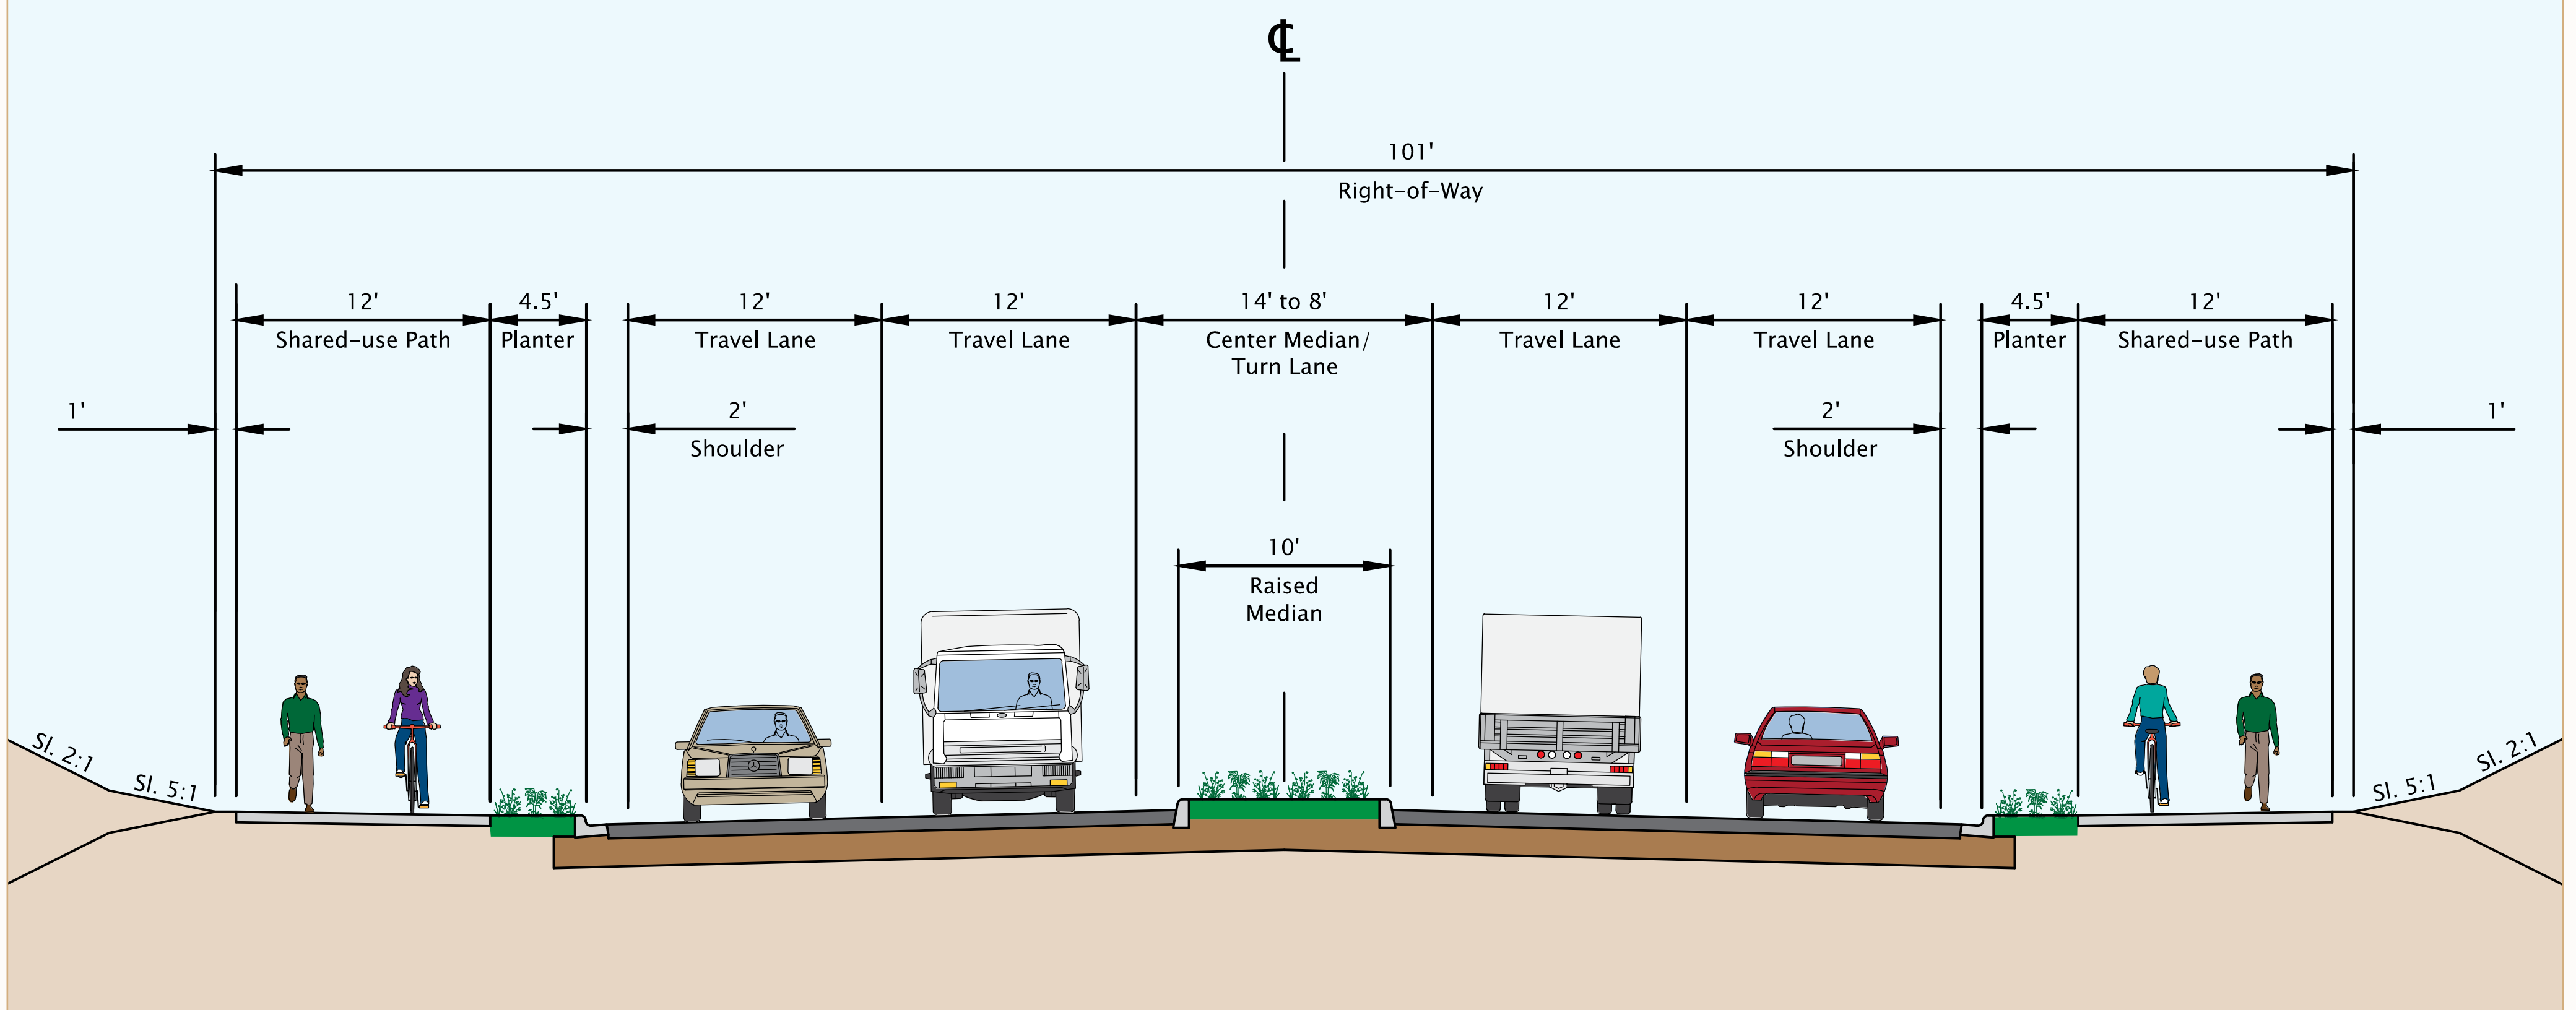 ℄
101'
Right-of-Way
12'
4.5'
12'
12'
14' to 8'
12'
12'
4.5'
12'
Shared-use Path
Planter
Travel Lane
Travel Lane
Center Median/
Turn Lane
Travel Lane
Travel Lane
Planter
Shared-use Path
1'
2'
Shoulder
2'
Shoulder
1'
10'
Raised
Median
Sl. 2:1
Sl. 5:1
Sl. 5:1
Sl. 2:1